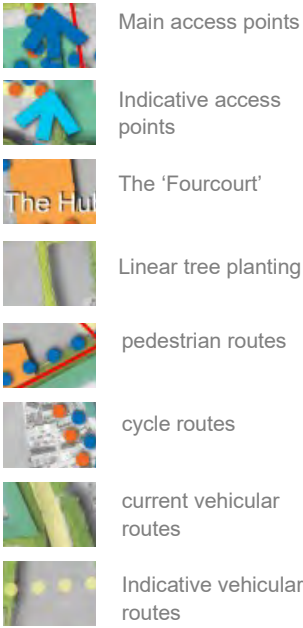 Main access points
Indicative access
points
The ‘Fourcourt’
The Hu
Linear tree planting
pedestrian routes
cycle routes
current vehicular
routes
Indicative vehicular
routes